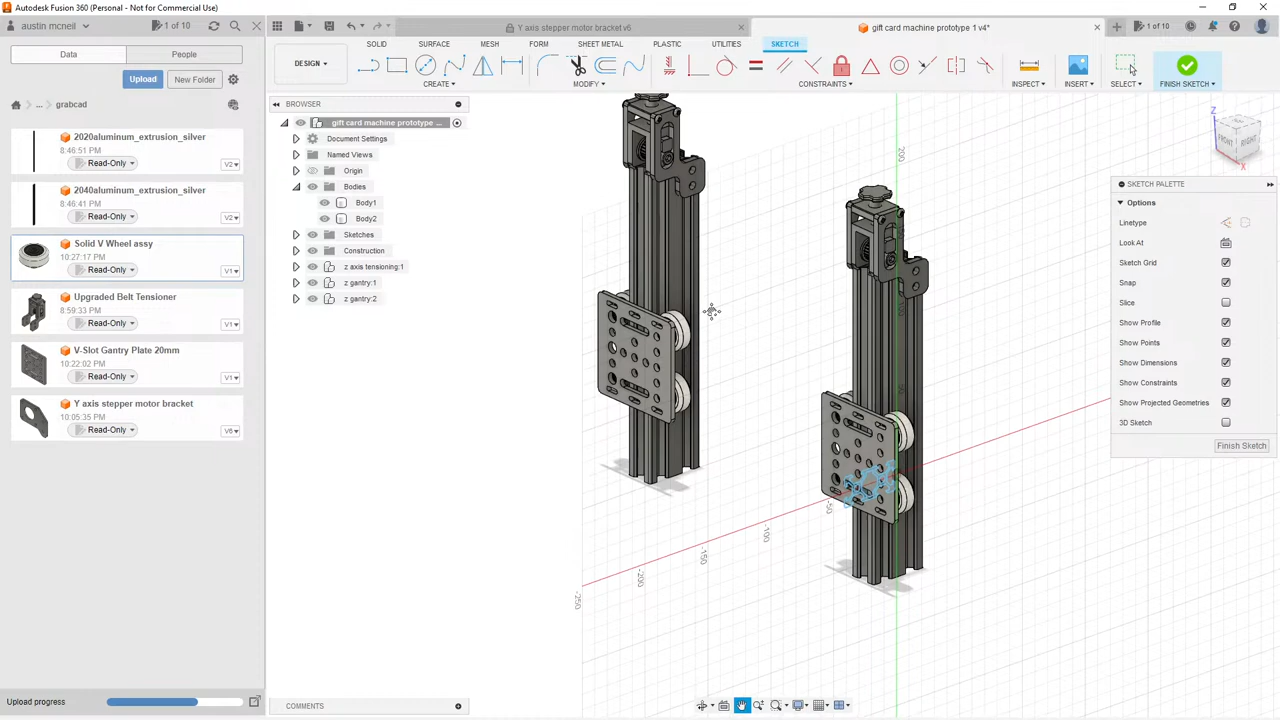 Autodesk Fusion 360 (Personal - Not for Commercial Use)
austin mcneil
1 of 10
Y axis stepper motor bracket v6
gift card machine prototype 1 v4*
1 of 10
Data
People
Upload
New Folder
...
grabcad
2020aluminum_extrusion_silver
8:46:51 PM
Read-Only
V2
2040aluminum_extrusion_silver
8:46:41 PM
Read-Only
V2
Solid V Wheel assy
10:27:17 PM
Read-Only
V1
Upgraded Belt Tensioner
8:59:33 PM
Read-Only
V1
V-Slot Gantry Plate 20mm
10:22:02 PM
Read-Only
V1
Y axis stepper motor bracket
10:05:35 PM
Read-Only
V6
Upload progress
DESIGN
SOLID
SURFACE
MESH
FORM
SHEET METAL
PLASTIC
UTILITIES
SKETCH
CREATE
MODIFY
CONSTRAINTS
INSPECT
INSERT
SELECT
FINISH SKETCH
BROWSER
gift card machine prototype ...
Document Settings
Named Views
Origin
Bodies
Body1
Body2
Sketches
Construction
z axis tensioning:1
z gantry:1
z gantry:2
200
100
50
-50
-100
-150
-200
-250
Z
FRONT
RIGHT
X
SKETCH PALETTE
Options
Linetype
Look At
Sketch Grid
Snap
Slice
Show Profile
Show Points
Show Dimensions
Show Constraints
Show Projected Geometries
3D Sketch
Finish Sketch
COMMENTS